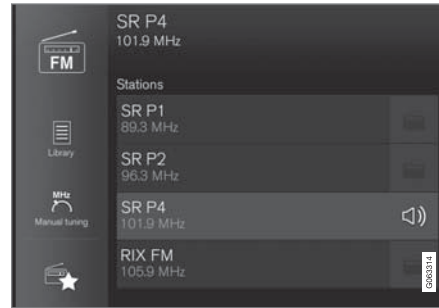 SR P4
101.9 MHz
FM
Stations
SR P1
89.3 MHz
Library
SR P2
96.3 MHz
MHz
Manual tuning
SR P4
101.9 MHz
RIX FM
105.9 MHz
G063314